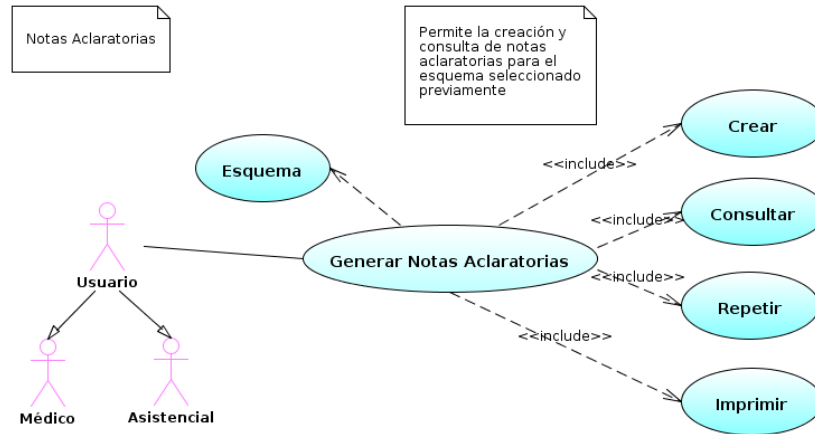 Notas Aclaratorias
Permite la creación y
consulta de notas
aclaratorias para el
esquema seleccionado
previamente
Crear
<<include>>
Esquema
Consultar
<<include>>
Generar Notas Aclaratorias
Usuario
<<include>>
Repetir
<<include>>
Imprimir
Médico
Asistencial